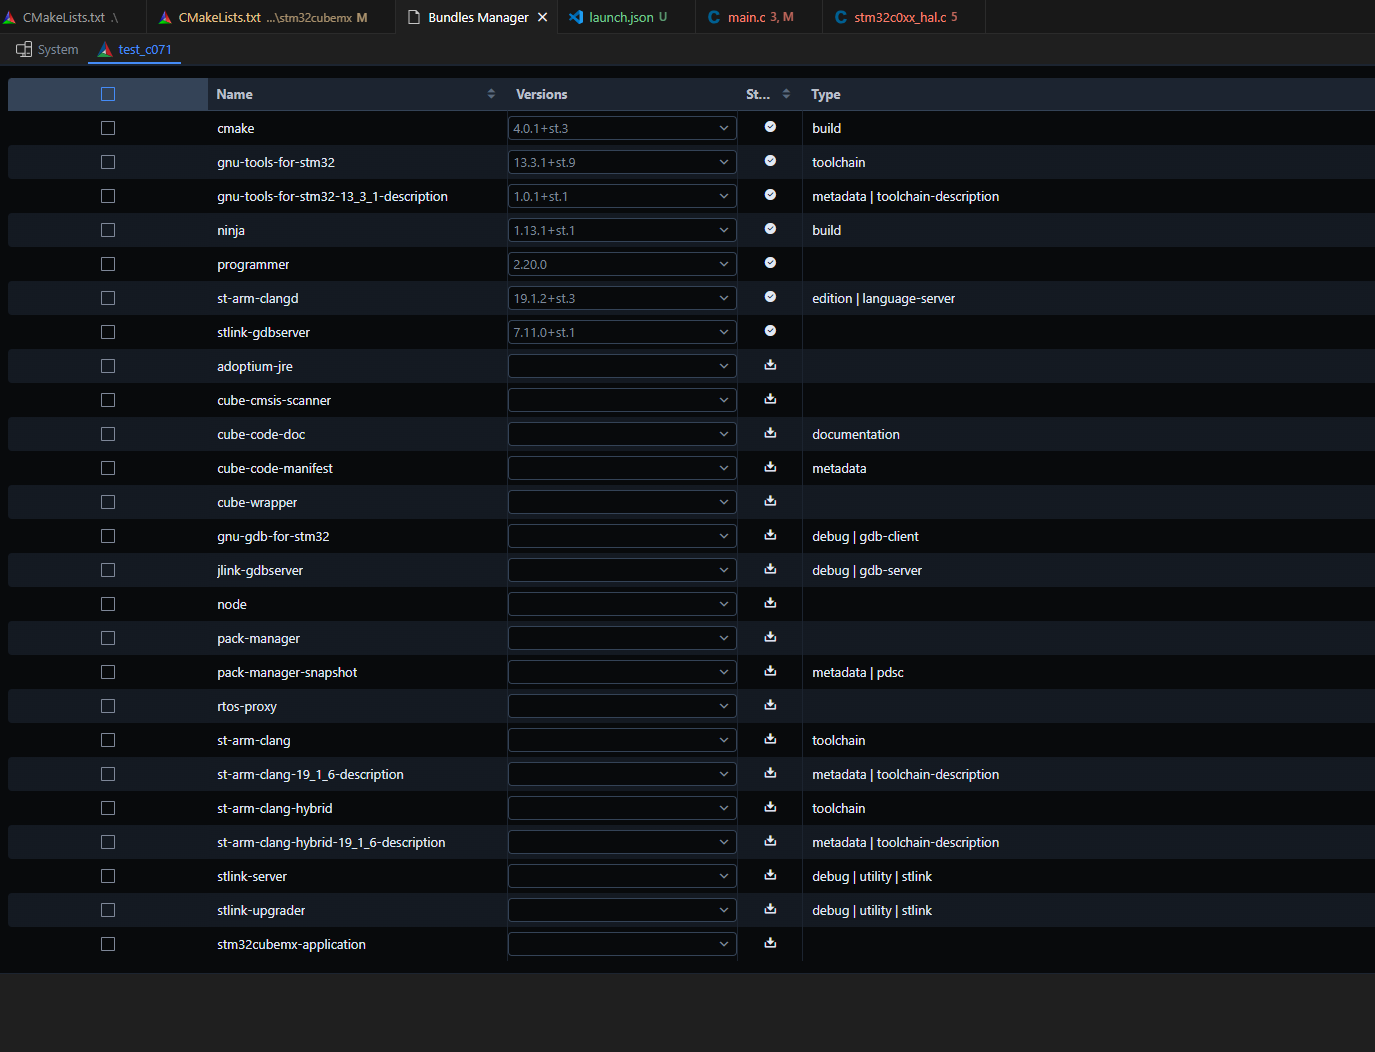 CMakeLists.txt .\ CMakeLists.txt ...\stm32cubemx M Bundles Manager launch.json U main.c 3, M stm32c0xx_hal.c 5
System test_c071
Name Versions St... Type
cmake 4.0.1+st.3 build
gnu-tools-for-stm32 13.3.1+st.9 toolchain
gnu-tools-for-stm32-13_3_1-description 1.0.1+st.1 metadata | toolchain-description
ninja 1.13.1+st.1 build
programmer 2.20.0
st-arm-clangd 19.1.2+st.3 edition | language-server
stlink-gdbserver 7.11.0+st.1
adoptium-jre
cube-cmsis-scanner
cube-code-doc documentation
cube-code-manifest metadata
cube-wrapper
gnu-gdb-for-stm32 debug | gdb-client
jlink-gdbserver debug | gdb-server
node
pack-manager
pack-manager-snapshot metadata | pdsc
rtos-proxy
st-arm-clang toolchain
st-arm-clang-19_1_6-description metadata | toolchain-description
st-arm-clang-hybrid toolchain
st-arm-clang-hybrid-19_1_6-description metadata | toolchain-description
stlink-server debug | utility | stlink
stlink-upgrader debug | utility | stlink
stm32cubemx-application